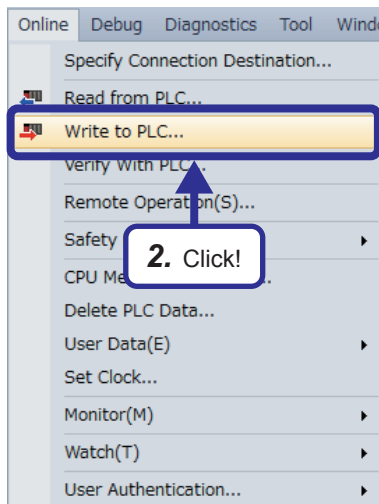 Online Debug Diagnostics Tool
Specify Connection Destination...
Read from PLC...
Write to PLC...
Verify With PLC...
Remote Operation(S)...
Safety
2. Click!
CPU
Delete PLC Data...
User Data(E)
Set Clock...
Monitor(M)
Watch(T)
User Authentication...